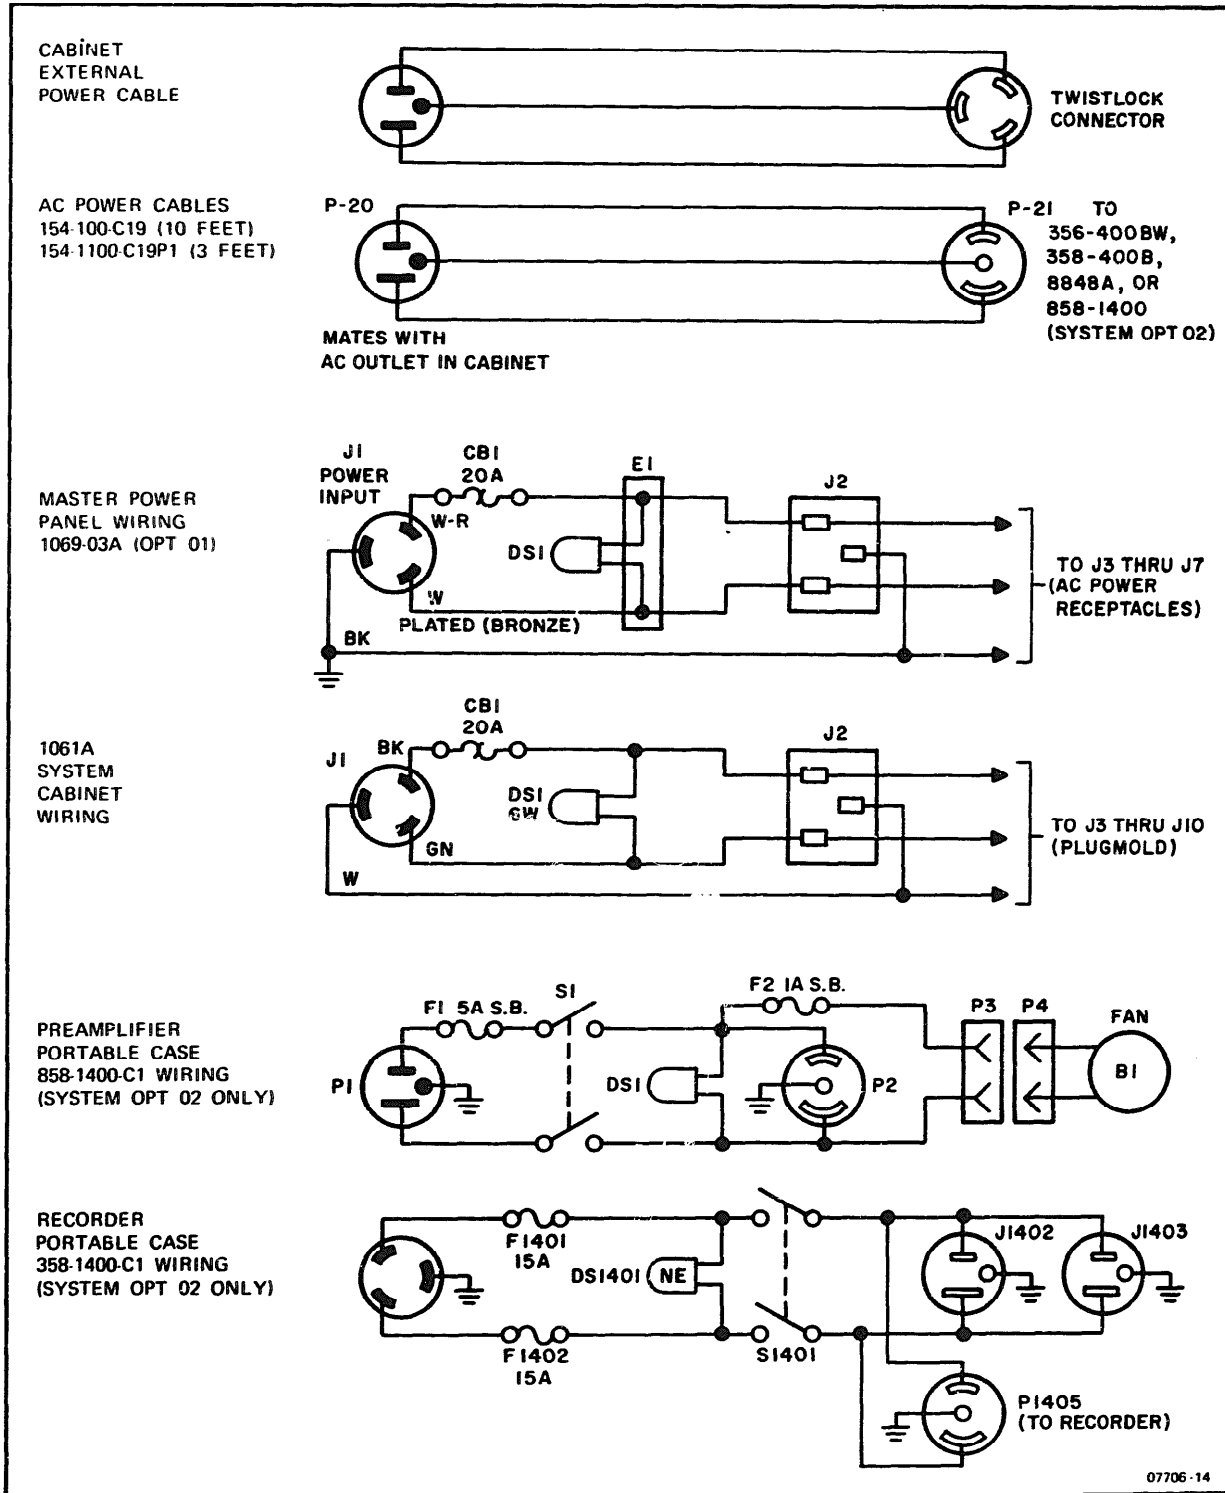 CABINET
EXTERNAL
POWER CABLE
TWISTLOCK
CONNECTOR
AC POWER CABLES
154-100-C19 (10 FEET)
154-1100-C19P1 (3 FEET)
P-20
P-21 TO
356-400BW,
358-400B,
8848A, OR
858-1400
(SYSTEM OPT 02)
MATES WITH
AC OUTLET IN CABINET
MASTER POWER
PANEL WIRING
1069-03A (OPT 01)
J1
POWER
INPUT
CB1
20A
W-R
E1
J2
DS1
W
PLATED (BRONZE)
BK
TO J3 THRU J7
(AC POWER
RECEPTACLES)
1061A
SYSTEM
CABINET
WIRING
J1
BK
CB1
20A
J2
DS1
GW
GN
W
TO J3 THRU J10
(PLUGMOLD)
PREAMPLIFIER
PORTABLE CASE
858-1400-C1 WIRING
(SYSTEM OPT 02 ONLY)
P1
F1 5A S.B.
S1
F2 1A S.B.
DS1
P2
P3
P4
FAN
B1
RECORDER
PORTABLE CASE
358-1400-C1 WIRING
(SYSTEM OPT 02 ONLY)
F1401
15A
DS1401
NE
F1402
15A
S1401
J1402
J1403
P1405
(TO RECORDER)
07706-14